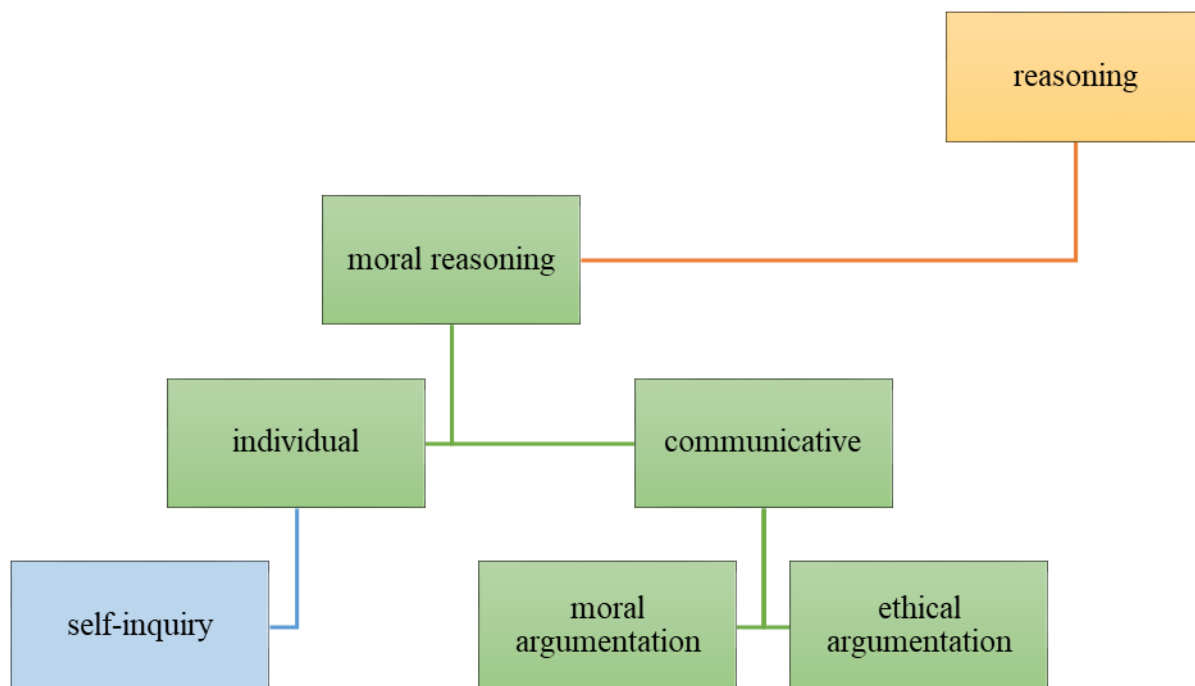 reasoning
moral reasoning
individual
communicative
self-inquiry
moral
argumentation
ethical
argumentation